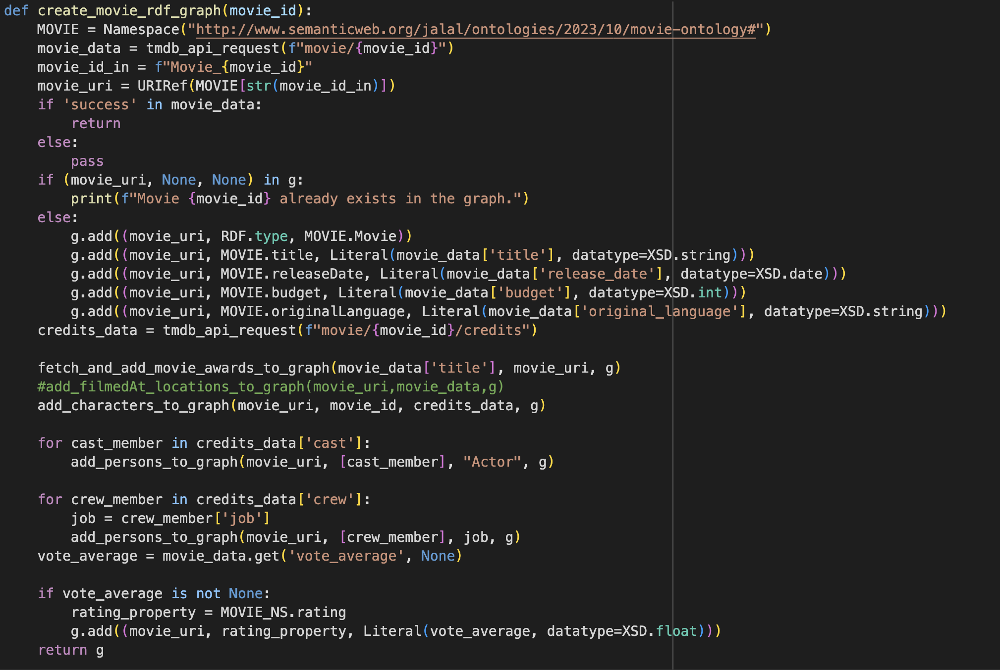 def create_movie_rdf_graph(movie_id):
    MOVIE = Namespace("http://www.semanticweb.org/jalal/ontologies/2023/10/movie-ontology#")
    movie_data = tmdb_api_request(f"movie/{movie_id}")
    movie_id_in = f"Movie_{movie_id}"
    movie_uri = URIRef(MOVIE[str(movie_id_in)])
    if 'success' in movie_data:
        return
    else:
        pass
    if (movie_uri, None, None) in g:
        print(f"Movie {movie_id} already exists in the graph.")
    else:
        g.add((movie_uri, RDF.type, MOVIE.Movie))
        g.add((movie_uri, MOVIE.title, Literal(movie_data['title'], datatype=XSD.string)))
        g.add((movie_uri, MOVIE.releaseDate, Literal(movie_data['release_date'], datatype=XSD.date)))
        g.add((movie_uri, MOVIE.budget, Literal(movie_data['budget'], datatype=XSD.int)))
        g.add((movie_uri, MOVIE.originalLanguage, Literal(movie_data['original_language'], datatype=XSD.string)))
    credits_data = tmdb_api_request(f"movie/{movie_id}/credits")

    fetch_and_add_movie_awards_to_graph(movie_data['title'], movie_uri, g)
    #add_filmedAt_locations_to_graph(movie_uri,movie_data,g)
    add_characters_to_graph(movie_uri, movie_id, credits_data, g)

    for cast_member in credits_data['cast']:
        add_persons_to_graph(movie_uri, [cast_member], "Actor", g)

    for crew_member in credits_data['crew']:
        job = crew_member['job']
        add_persons_to_graph(movie_uri, [crew_member], job, g)
    vote_average = movie_data.get('vote_average', None)

    if vote_average is not None:
        rating_property = MOVIE_NS.rating
        g.add((movie_uri, rating_property, Literal(vote_average, datatype=XSD.float)))
    return g